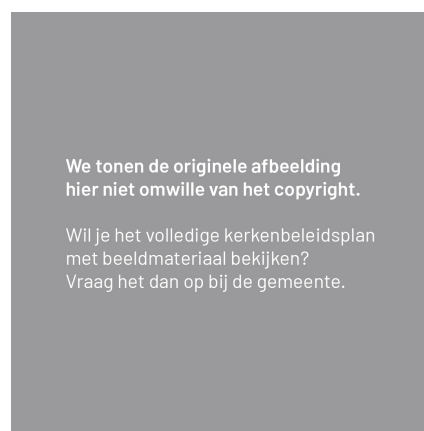 We tonen de originele afbeelding
hier niet omwille van het copyright.
Wil je het volledige kerkenbeleidsplan
met beeldmateriaal bekijken?
Vraag het dan op bij de gemeente.